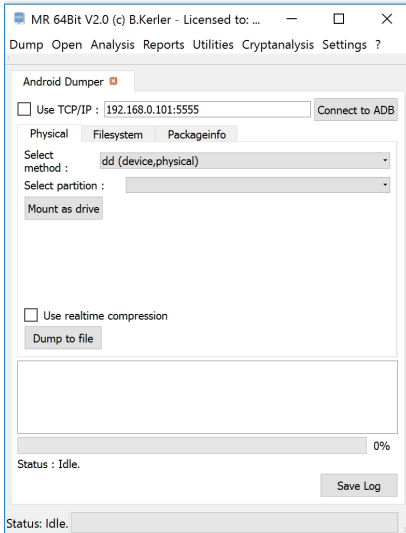 MR 64Bit V2.0 (c) B.Kerler - Licensed to: ...
Dump Open Analysis Reports Utilities Cryptanalysis Settings ?
Android Dumper
Use TCP/IP : 192.168.0.101:5555 Connect to ADB
Physical Filesystem Packageinfo
Select
method : dd (device,physical)
Select partition :
Mount as drive
Use realtime compression
Dump to file
0%
Status : Idle.
Save Log
Status: Idle.